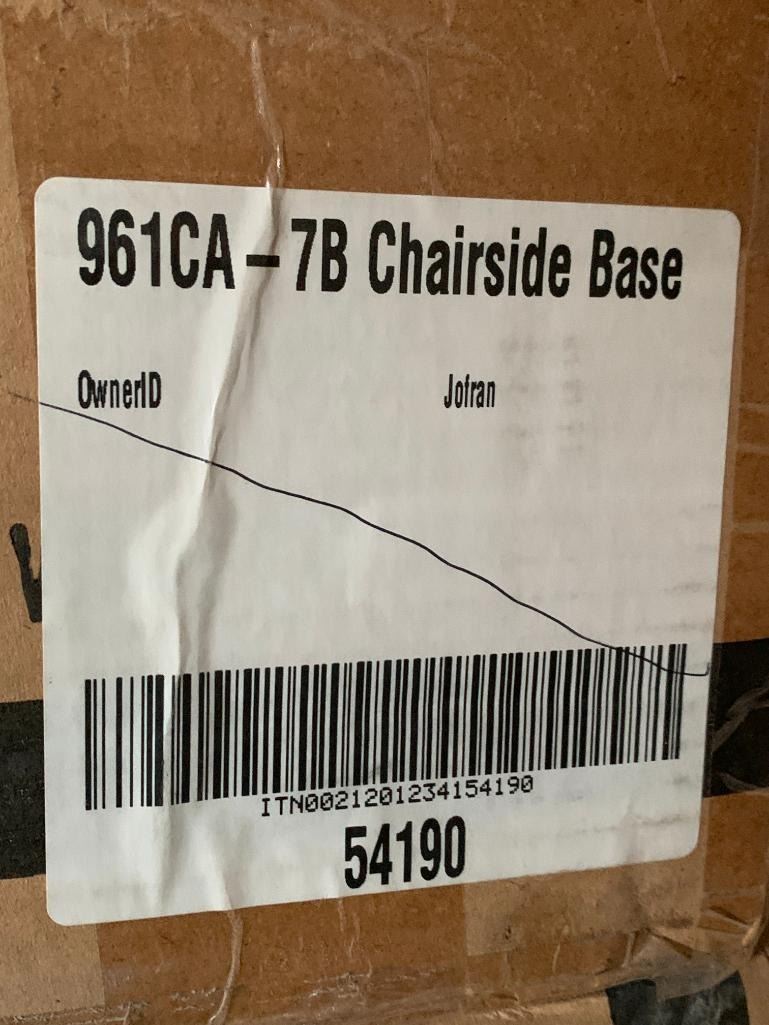 961CA-7B Chairside Base
OwnerID Jofran
ITN0021201234154190
54190